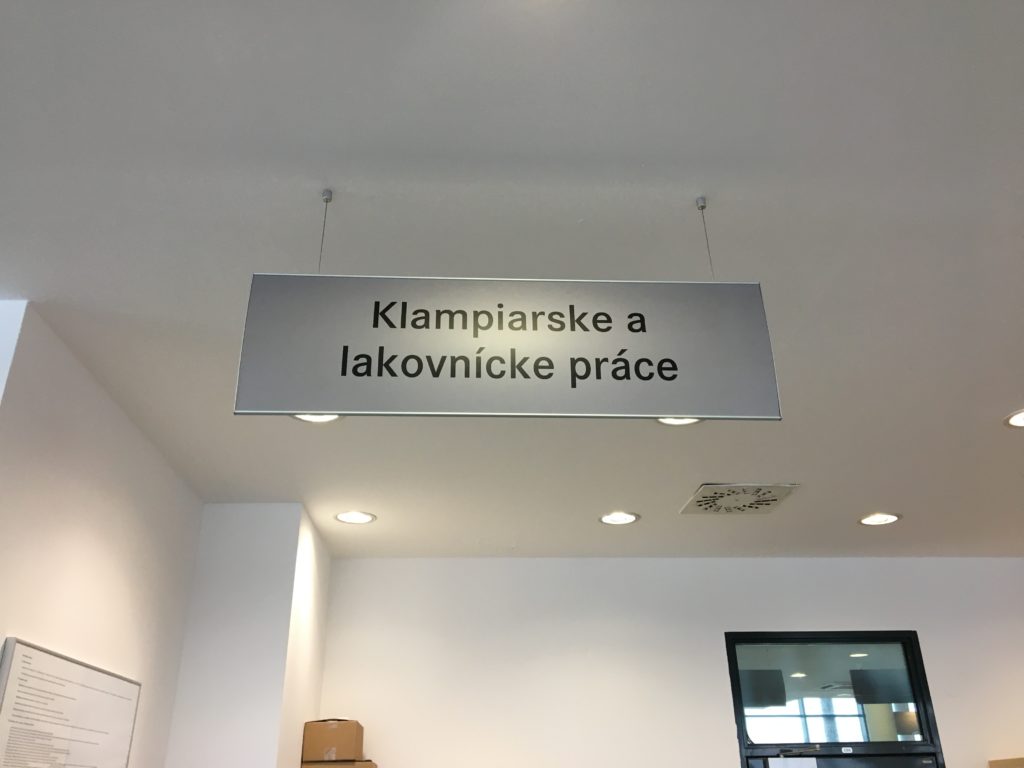 Klampiarske a
lakovnícke práce